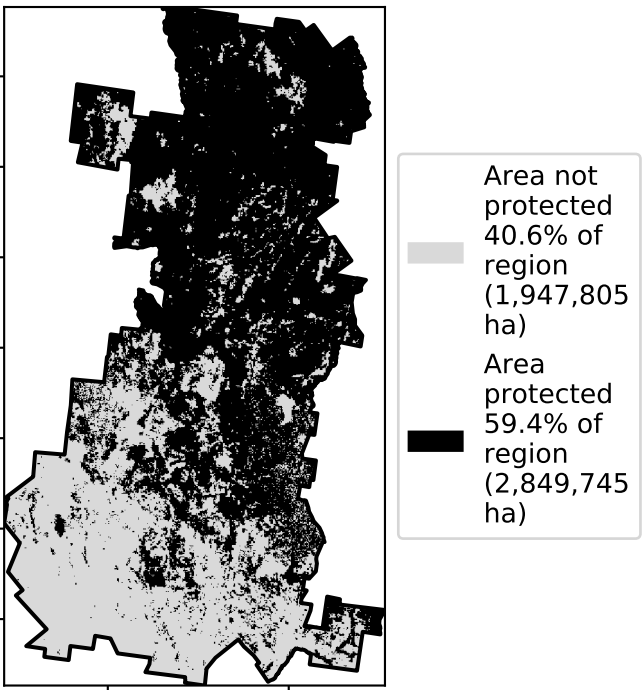 Area not
protected
40.6% of
region
(1,947,805
ha)
Area
protected
59.4% of
region
(2,849,745
ha)